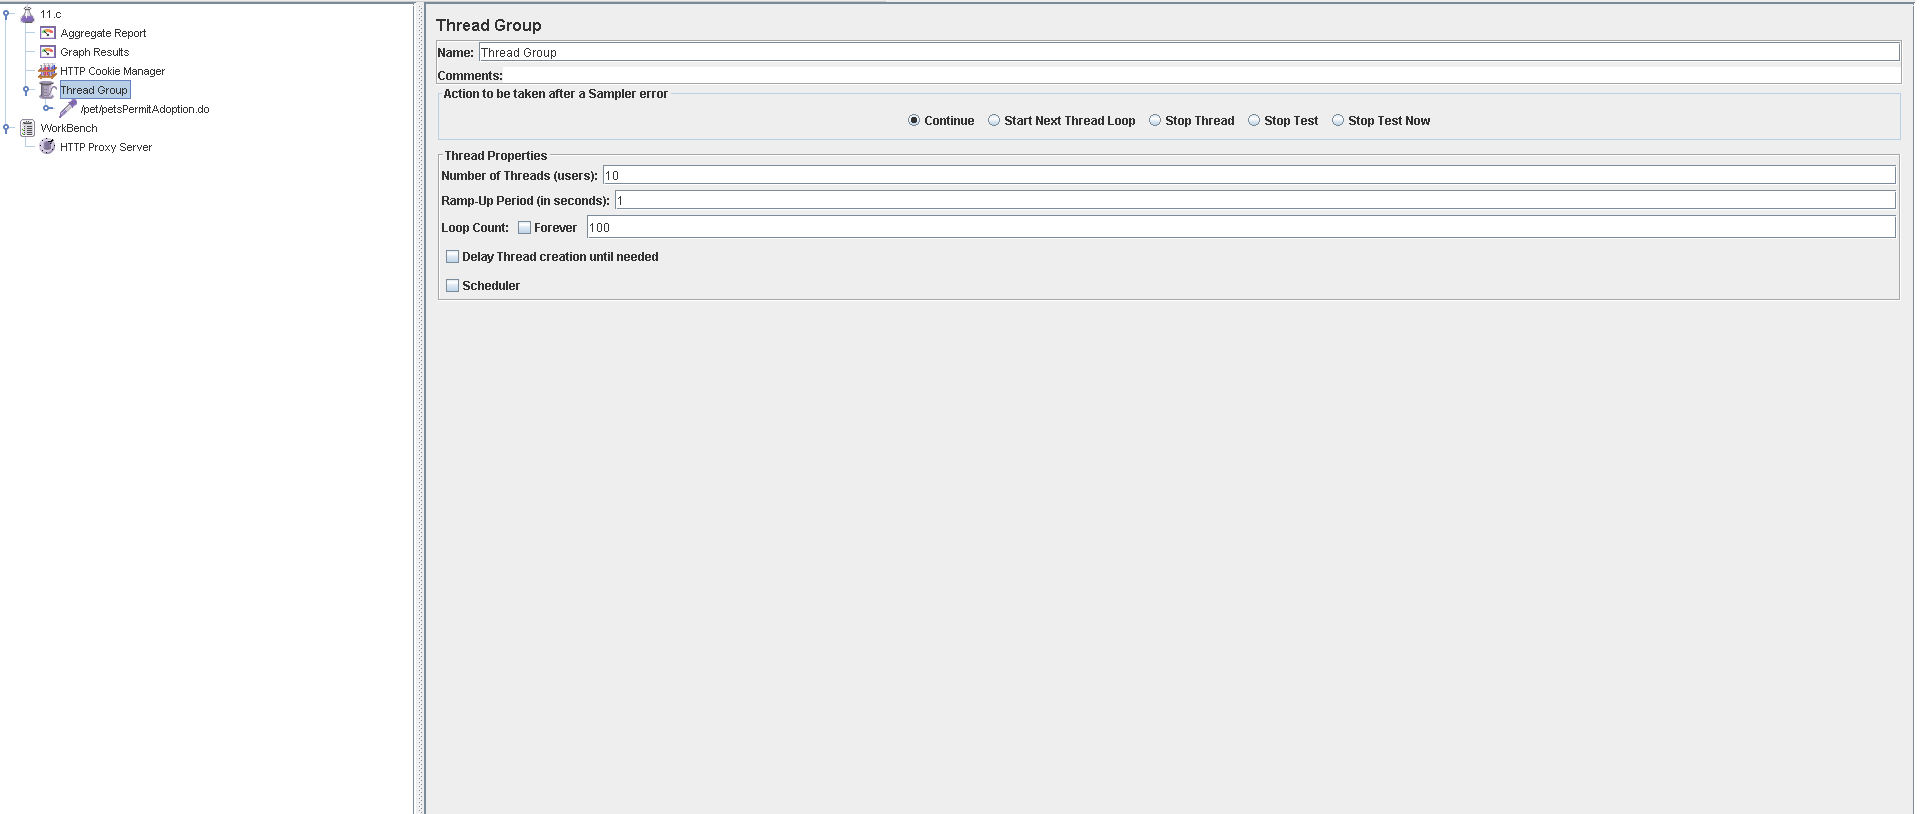 11.c
Aggregate Report
Graph Results
HTTP Cookie Manager
Thread Group
/pet/petsPermitAdoption.do
WorkBench
HTTP Proxy Server
Thread Group
Name: Thread Group
Comments:
Action to be taken after a Sampler error
Continue Start Next Thread Loop Stop Thread Stop Test Stop Test Now
Thread Properties
Number of Threads (users): 10
Ramp-Up Period (in seconds): 1
Loop Count: Forever 100
Delay Thread creation until needed
Scheduler